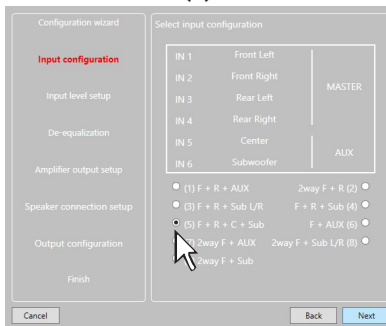 Configuration wizard
Select input configuration
Input configuration
Input level setup
De-equalization
Amplifier output setup
Speaker connection setup
Output configuration
Finish
IN 1 Front Left
IN 2 Front Right
IN 3 Rear Left
IN 4 Rear Right
MASTER
IN 5 Center
IN 6 Subwoofer
AUX
(1) F + R + AUX 2way F + R (2)
(3) F + R + Sub L/R F + R + Sub (4)
(5) F + R + C + Sub F + AUX (6)
2way F + AUX 2way F + Sub L/R (8)
2way F + Sub
Cancel Back Next